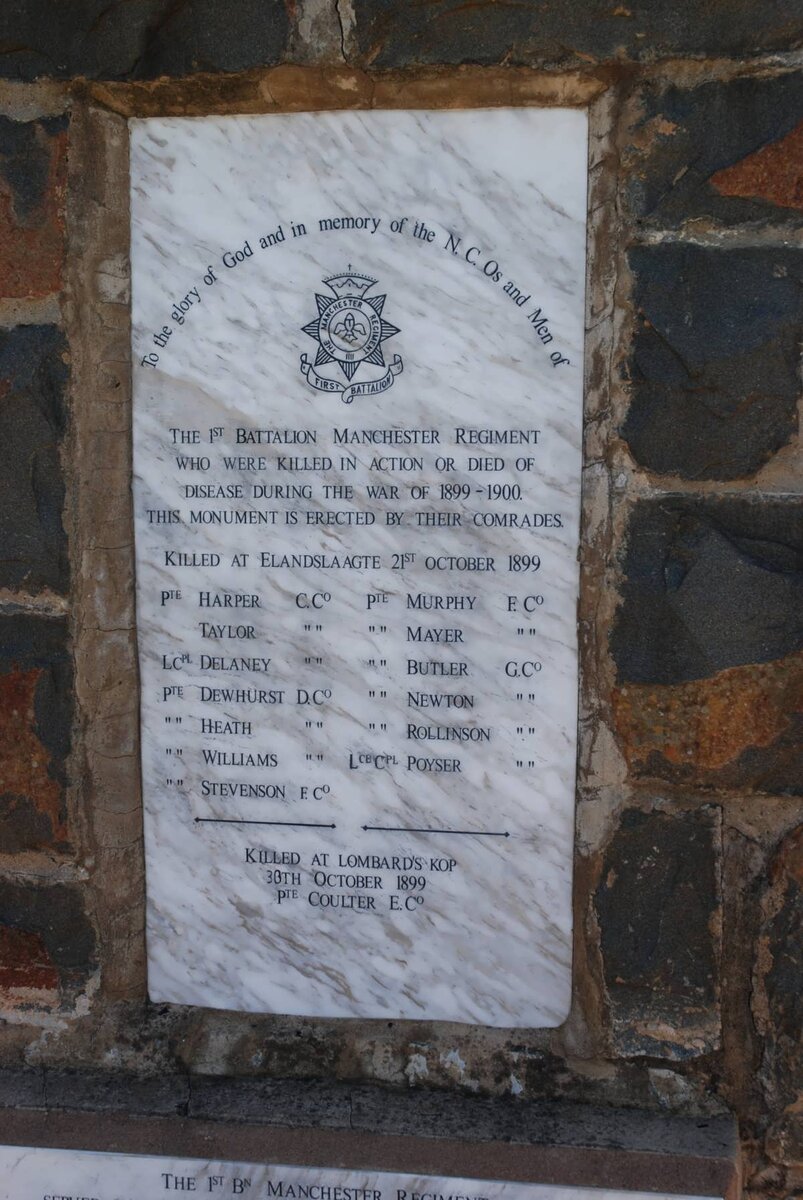 To the glory of God and in memory of the N. C. Os and Men of
THE MANCHESTER REGIMENT
FIRST BATTALION
THE 1ST BATTALION MANCHESTER REGIMENT
WHO WERE KILLED IN ACTION OR DIED OF
DISEASE DURING THE WAR OF 1899-1900.
THIS MONUMENT IS ERECTED BY THEIR COMRADES.
KILLED AT ELANDSLAAGTE 21ST OCTOBER 1899
PTE HARPER C.CO PTE MURPHY F.CO
TAYLOR "" "" MAYER ""
LCPL DELANEY "" "" BUTLER G.CO
PTE DEWHURST D.CO "" NEWTON ""
"" HEATH "" "" ROLLINSON ""
"" WILLIAMS "" LCE CPL POYSER ""
"" STEVENSON F.CO
KILLED AT LOMBARD'S KOP
30TH OCTOBER 1899
PTE COULTER E.CO
THE 1ST BN MANCHESTER REGIMENT